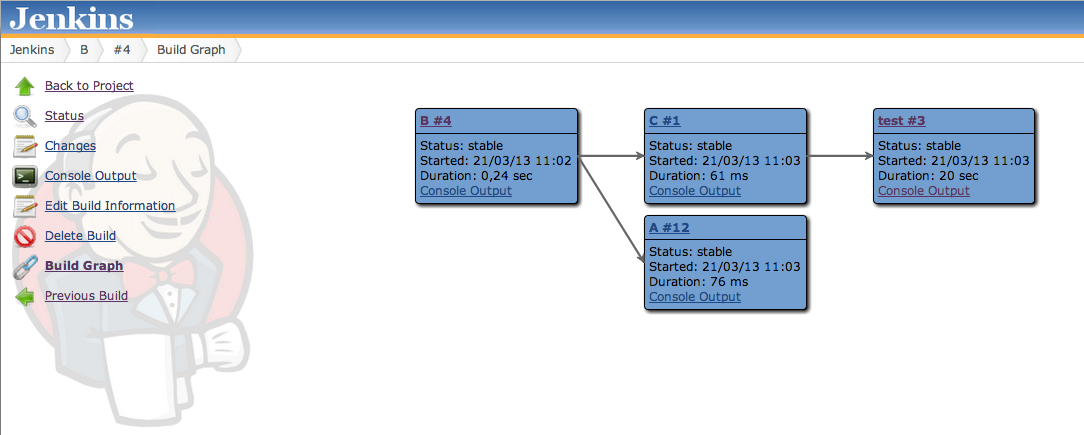 Jenkins
Jenkins B #4 Build Graph
Back to Project
Status
Changes
Console Output
Edit Build Information
Delete Build
Build Graph
Previous Build
B #4
Status: stable
Started: 21/03/13 11:02
Duration: 0,24 sec
Console Output
C #1
Status: stable
Started: 21/03/13 11:03
Duration: 61 ms
Console Output
test #3
Status: stable
Started: 21/03/13 11:03
Duration: 20 sec
Console Output
A #12
Status: stable
Started: 21/03/13 11:03
Duration: 76 ms
Console Output